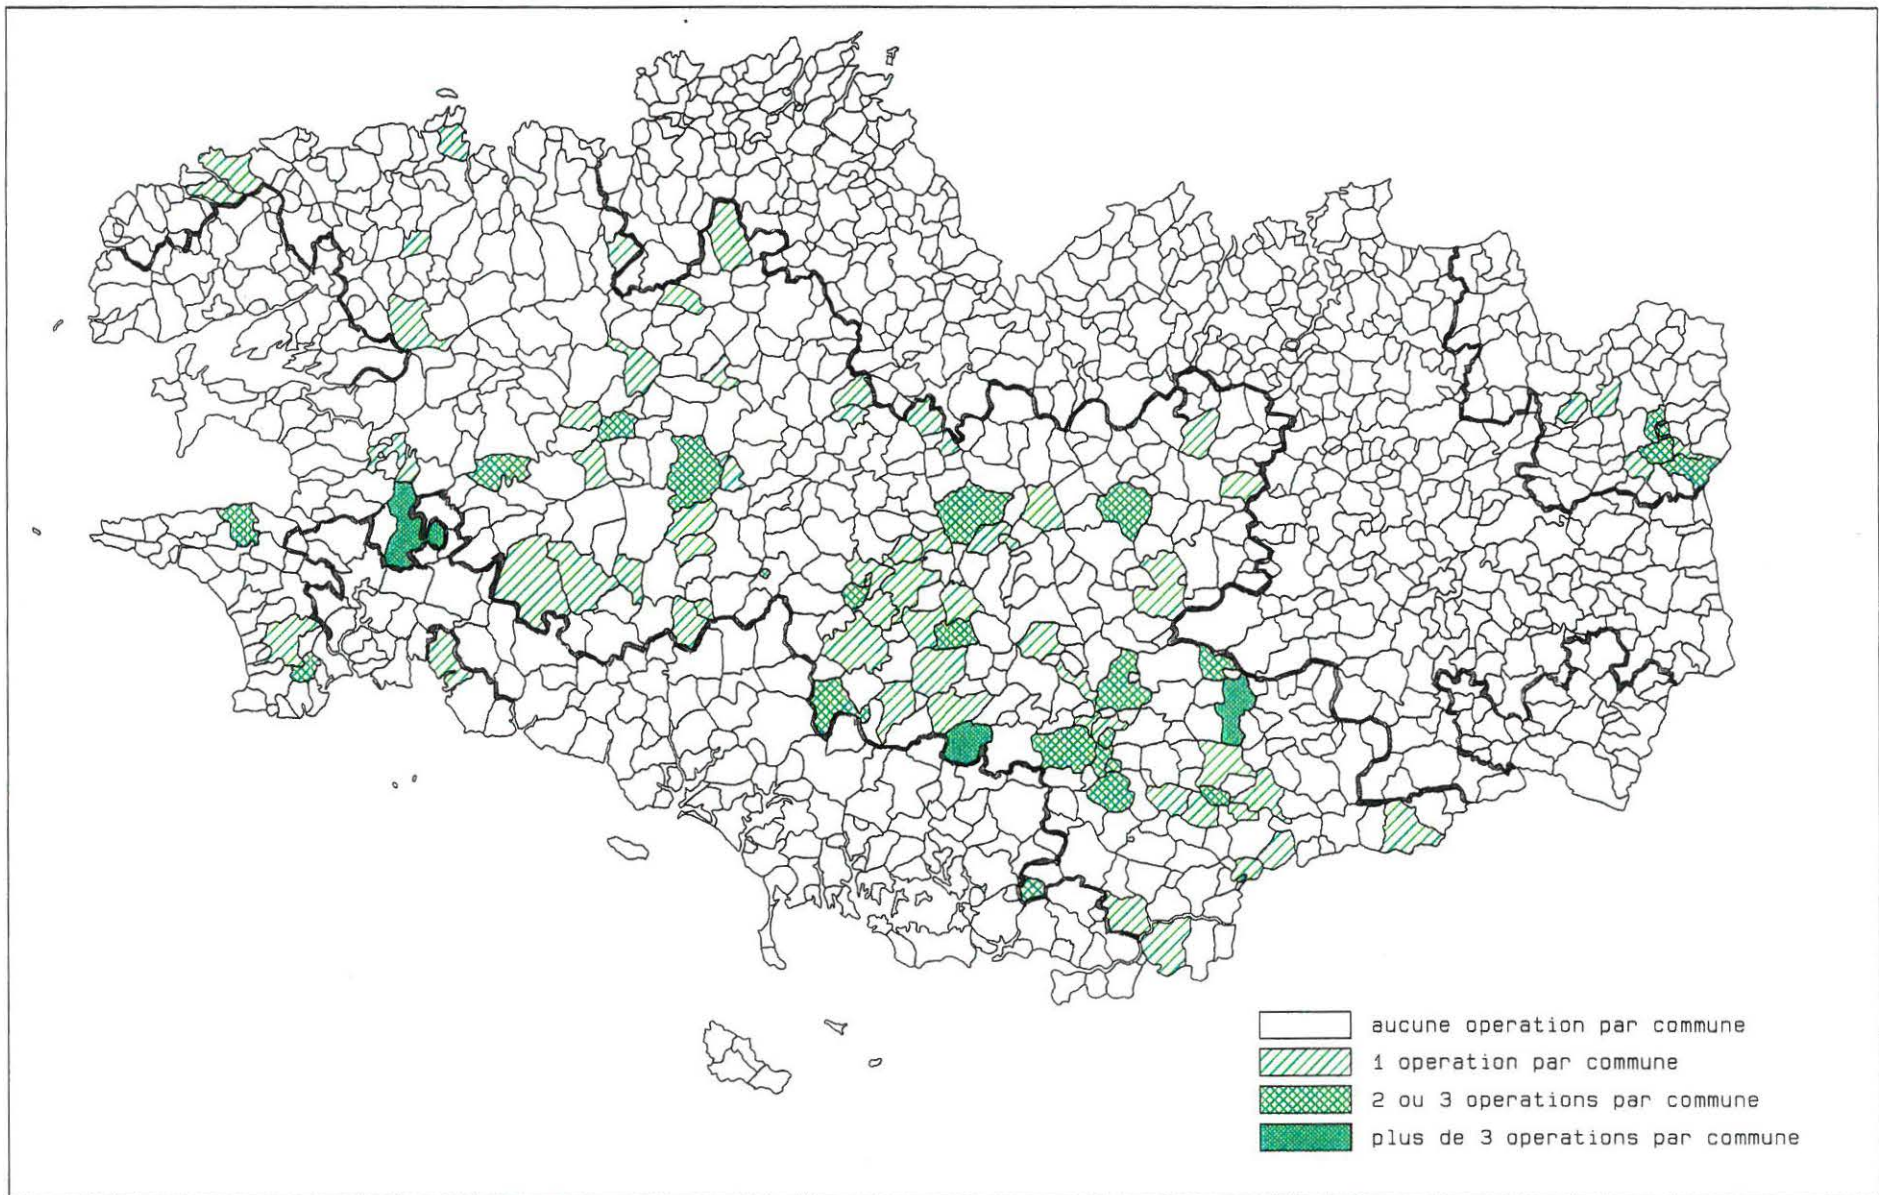 aucune operation par commune
1 operation par commune
2 ou 3 operations par commune
plus de 3 operations par commune